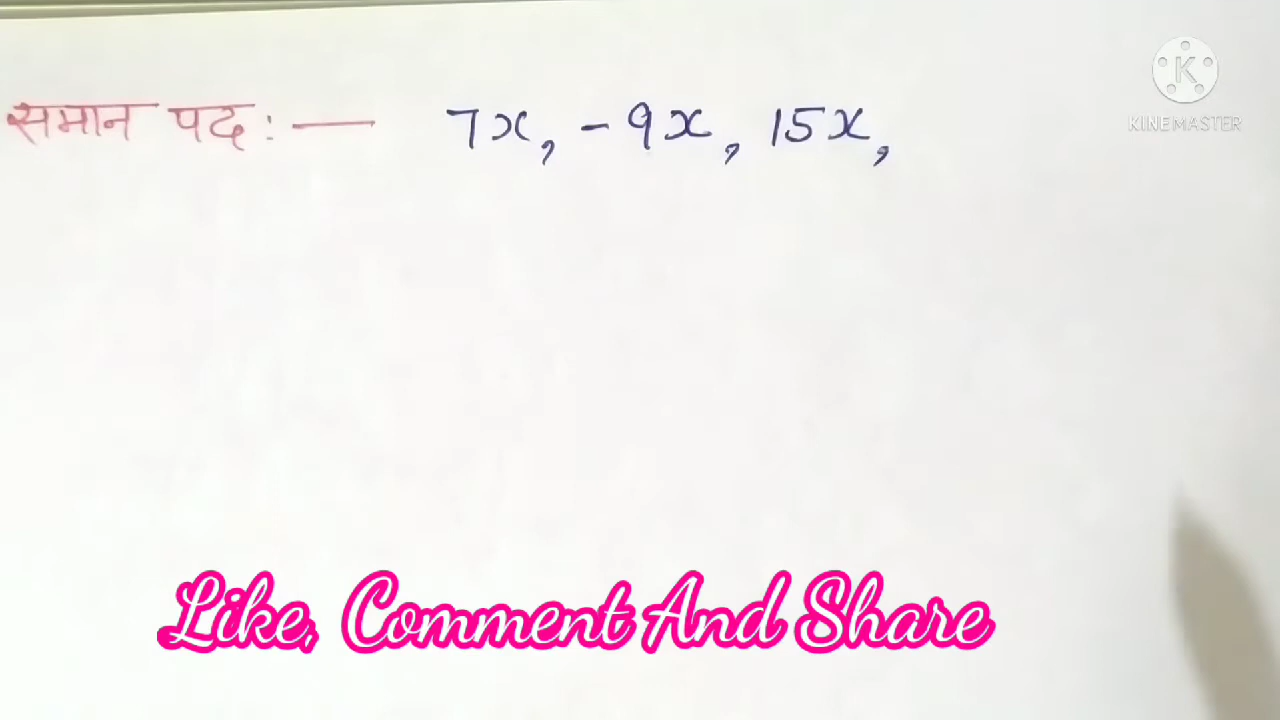 समान पद :— 7x, -9x, 15x,
K
KINEMASTER
Like, Comment And Share